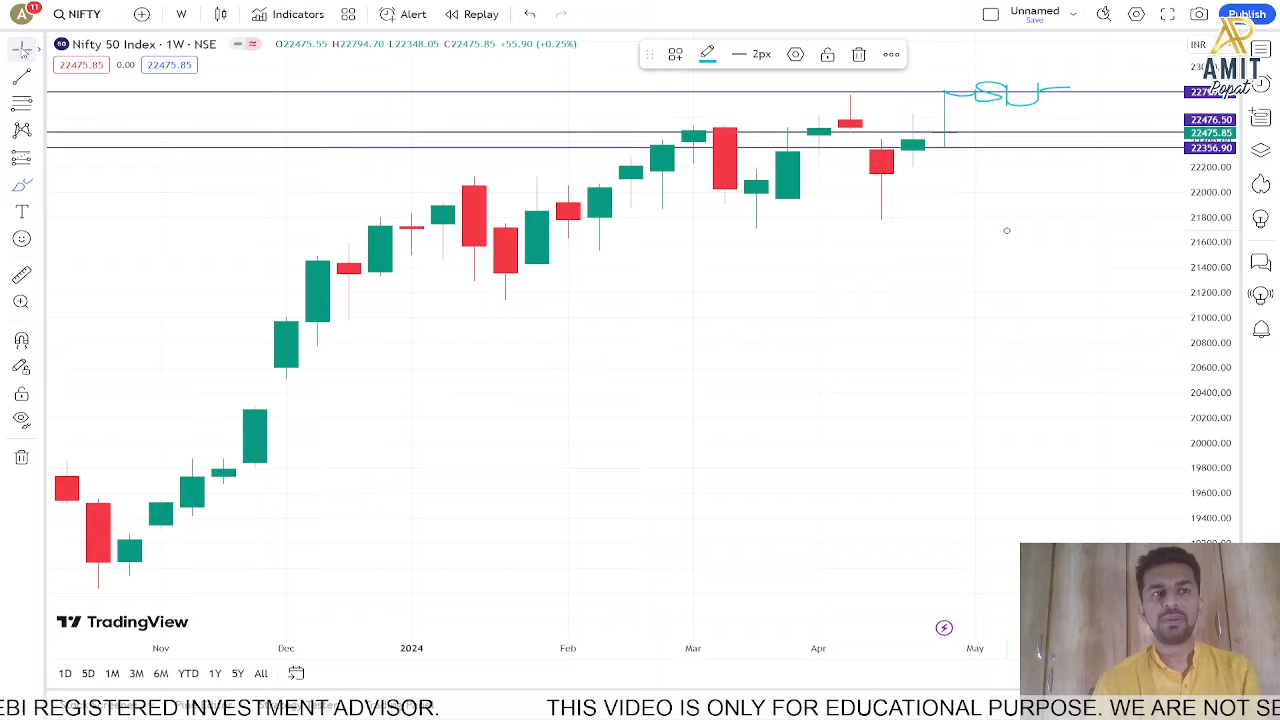 A 11 NIFTY W Indicators Alert Replay Unnamed Save Publish
50 Nifty 50 Index · 1W · NSE O22475.55 H22794.70 L22348.05 C22475.85 +55.90 (+0.25%) 2px INR
22475.85 0.00 22475.85
AMIT
Popat
SU
22476.50
22475.85
22356.90
22200.00
22000.00
21800.00
21600.00
21400.00
21200.00
21000.00
20800.00
20600.00
20400.00
20200.00
20000.00
19800.00
19600.00
19400.00
TradingView
Nov Dec 2024 Feb Mar Apr May
1D 5D 1M 3M 6M YTD 1Y 5Y All
EBI REGISTERED INVESTMENT ADVISOR. THIS VIDEO IS ONLY FOR EDUCATIONAL PURPOSE. WE ARE NOT SE